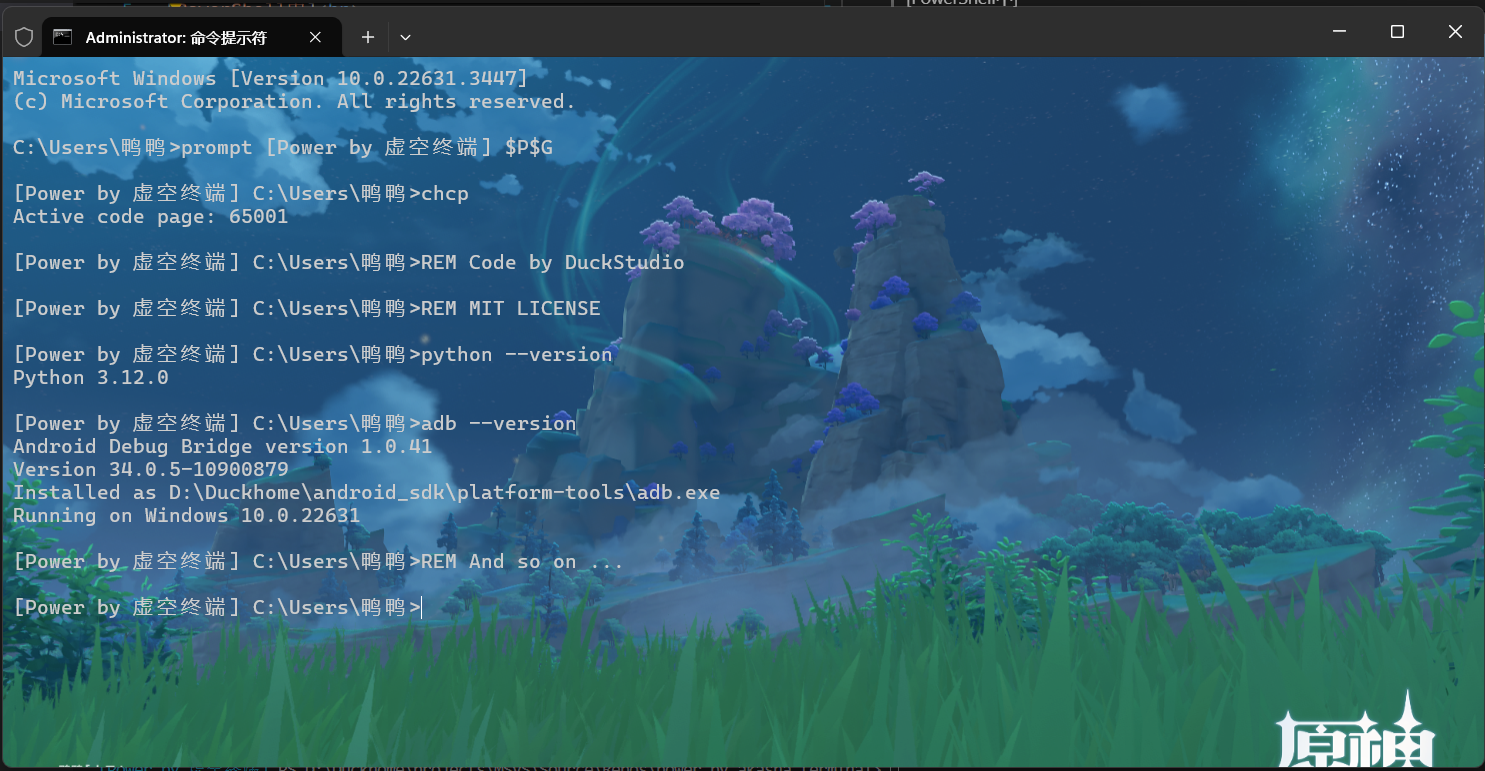 Administrator: 命令提示符
Microsoft Windows [Version 10.0.22631.3447]
(c) Microsoft Corporation. All rights reserved.
C:\Users\鸭鸭>prompt [Power by 虚空终端] $P$G
[Power by 虚空终端] C:\Users\鸭鸭>chcp
Active code page: 65001
[Power by 虚空终端] C:\Users\鸭鸭>REM Code by DuckStudio
[Power by 虚空终端] C:\Users\鸭鸭>REM MIT LICENSE
[Power by 虚空终端] C:\Users\鸭鸭>python --version
Python 3.12.0
[Power by 虚空终端] C:\Users\鸭鸭>adb --version
Android Debug Bridge version 1.0.41
Version 34.0.5-10900879
Installed as D:\Duckhome\android_sdk\platform-tools\adb.exe
Running on Windows 10.0.22631
[Power by 虚空终端] C:\Users\鸭鸭>REM And so on ...
[Power by 虚空终端] C:\Users\鸭鸭>
原神